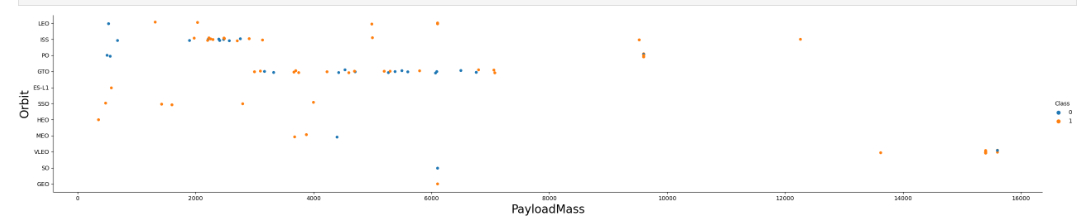 LEO
ISS
PO
GTO
ES-L1
SSO
HEO
MEO
VLEO
SO
GEO
Orbit
0 2000 4000 6000 8000 10000 12000 14000 16000
PayloadMass
Class
0
1